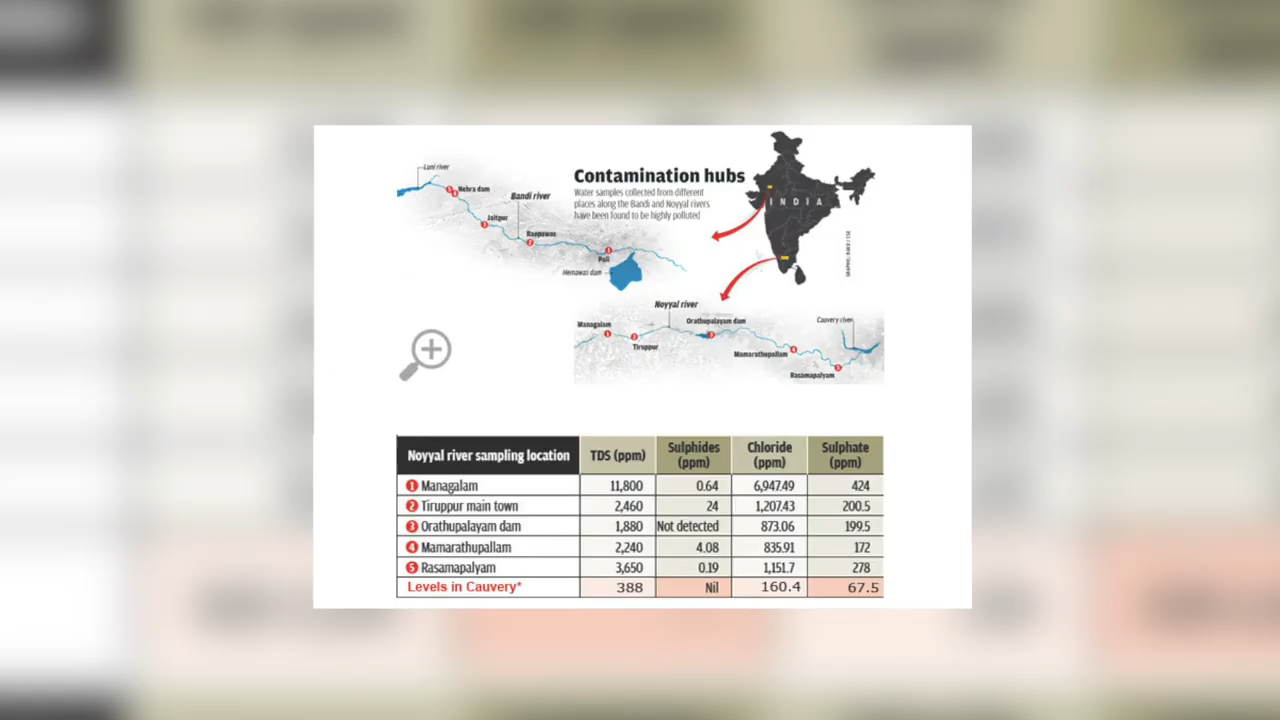 Contamination hubs
Water samples collected from different
places along the Bandi and Noyyal rivers
have been found to be highly polluted
INDIA
Luni river
Nehra dam
Bandi river
Jaitpur
Pali
Hemawas dam
Noyyal river
Managalam
Orathupalayam dam
Cauvery river
Tiruppur
Mamarathupallam
Rasamapalyam
Noyyal river sampling location TDS (ppm) Sulphides (ppm) Chloride (ppm) Sulphate (ppm)
1 Managalam 11,800 0.64 6,947.49 424
2 Tiruppur main town 2,460 24 1,207.43 200.5
3 Orathupalayam dam 1,880 Not detected 873.06 199.5
4 Mamarathupallam 2,240 4.08 835.91 172
5 Rasamapalyam 3,650 0.19 1,151.7 278
Levels in Cauvery* 388 Nil 160.4 67.5